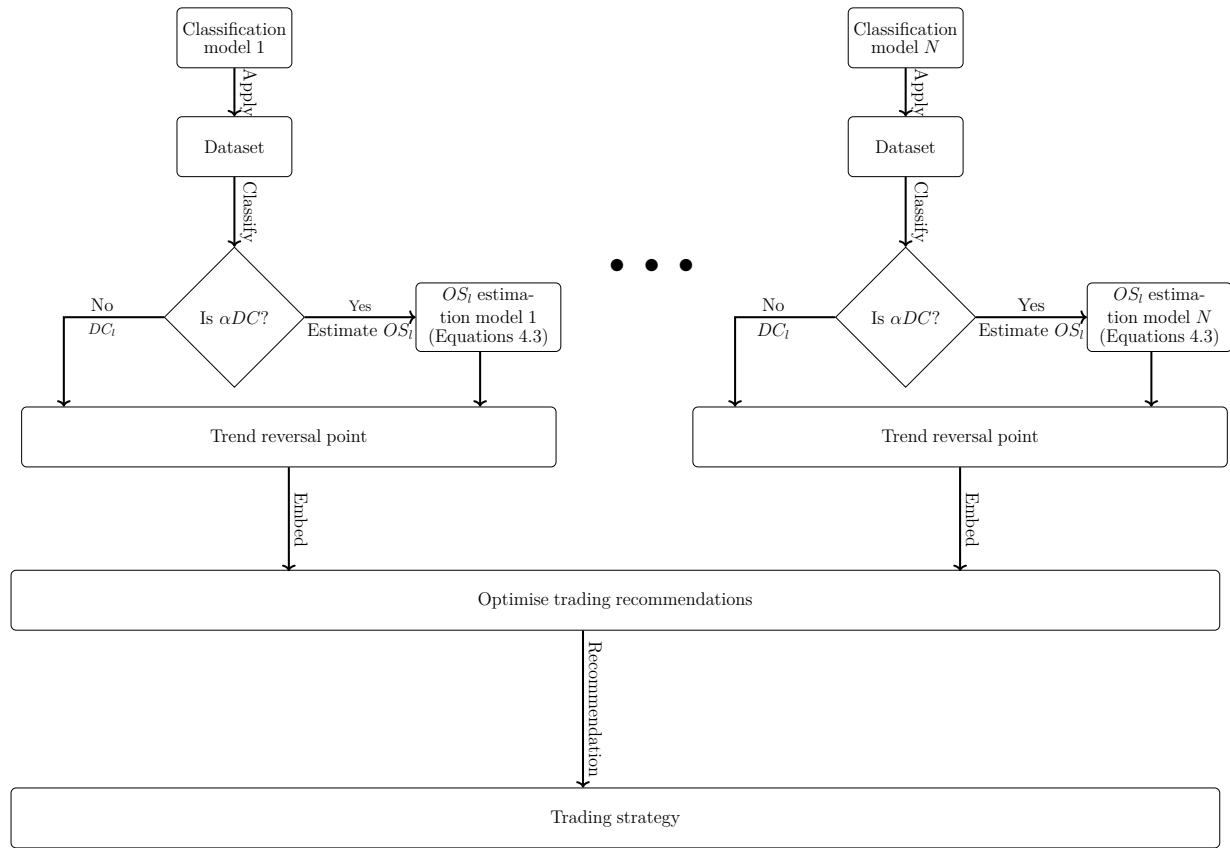 Classification
model 1
Apply
Dataset
Classify
Is αDC?
No
DC_l
Yes
Estimate OS_l
OS_l estima-
tion model 1
(Equations 4.3)
Trend reversal point
Embed
Classification
model N
Apply
Dataset
Classify
Is αDC?
No
DC_l
Yes
Estimate OS_l
OS_l estima-
tion model N
(Equations 4.3)
Trend reversal point
Embed
Optimise trading recommendations
Recommendation
Trading strategy